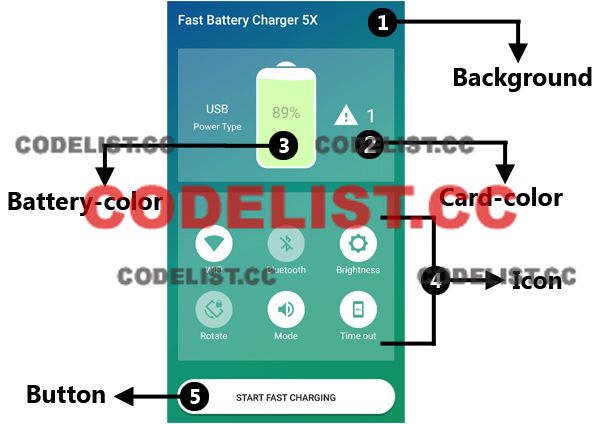 Fast Battery Charger 5X
1
Background
USB
Power Type
89%
1
3
2
CODELIST.CC
CODELIST.CC
Battery-color
Card-color
CODELIST.CC
WiFi
Bluetooth
Brightness
CODELIST.CC
CODELIST.CC
4
Icon
Rotate
Mode
Time out
Button
5
START FAST CHARGING